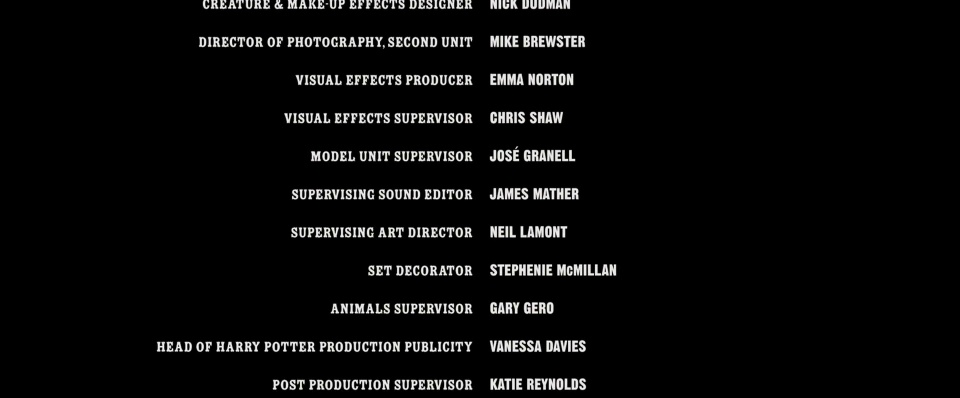 CREATURE & MAKE-UP EFFECTS DESIGNER NICK DUDMAN
DIRECTOR OF PHOTOGRAPHY, SECOND UNIT MIKE BREWSTER
VISUAL EFFECTS PRODUCER EMMA NORTON
VISUAL EFFECTS SUPERVISOR CHRIS SHAW
MODEL UNIT SUPERVISOR JOSÉ GRANELL
SUPERVISING SOUND EDITOR JAMES MATHER
SUPERVISING ART DIRECTOR NEIL LAMONT
SET DECORATOR STEPHENIE McMILLAN
ANIMALS SUPERVISOR GARY GERO
HEAD OF HARRY POTTER PRODUCTION PUBLICITY VANESSA DAVIES
POST PRODUCTION SUPERVISOR KATIE REYNOLDS